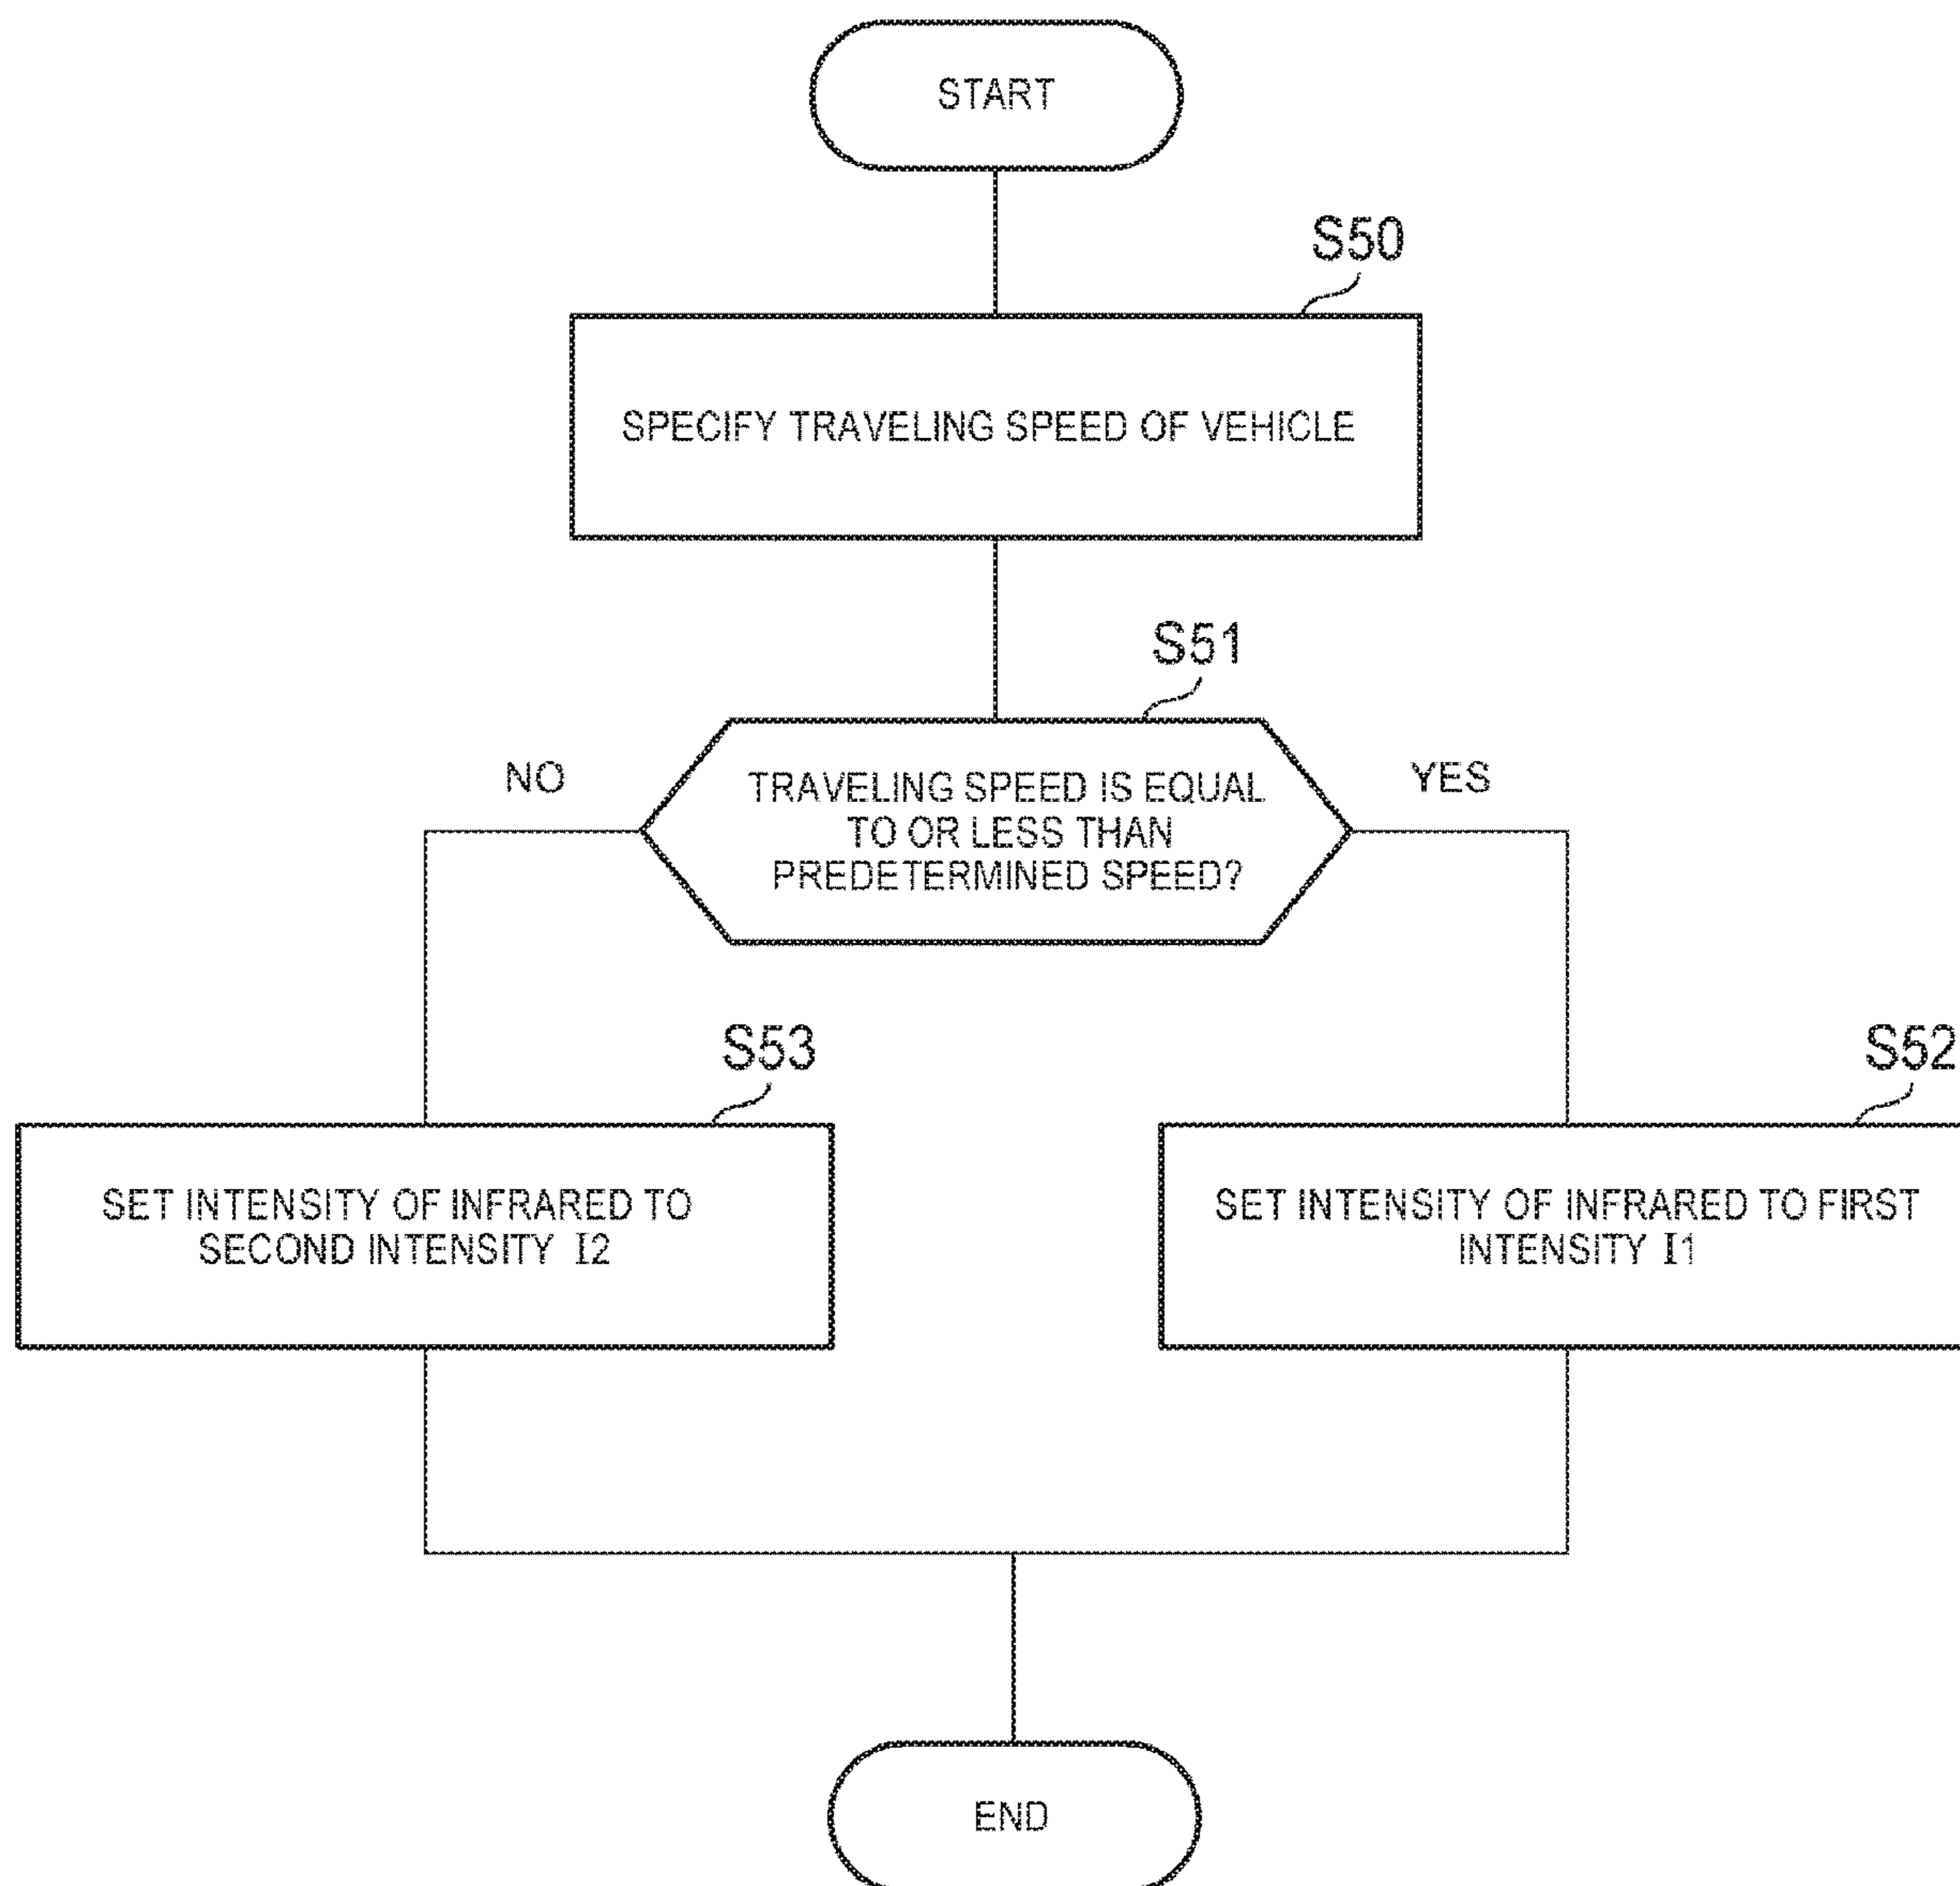 START
S50
SPECIFY TRAVELING SPEED OF VEHICLE
S51
NO
TRAVELING SPEED IS EQUAL
TO OR LESS THAN
PREDETERMINED SPEED?
YES
S53
SET INTENSITY OF INFRARED TO
SECOND INTENSITY I2
S52
SET INTENSITY OF INFRARED TO FIRST
INTENSITY I1
END